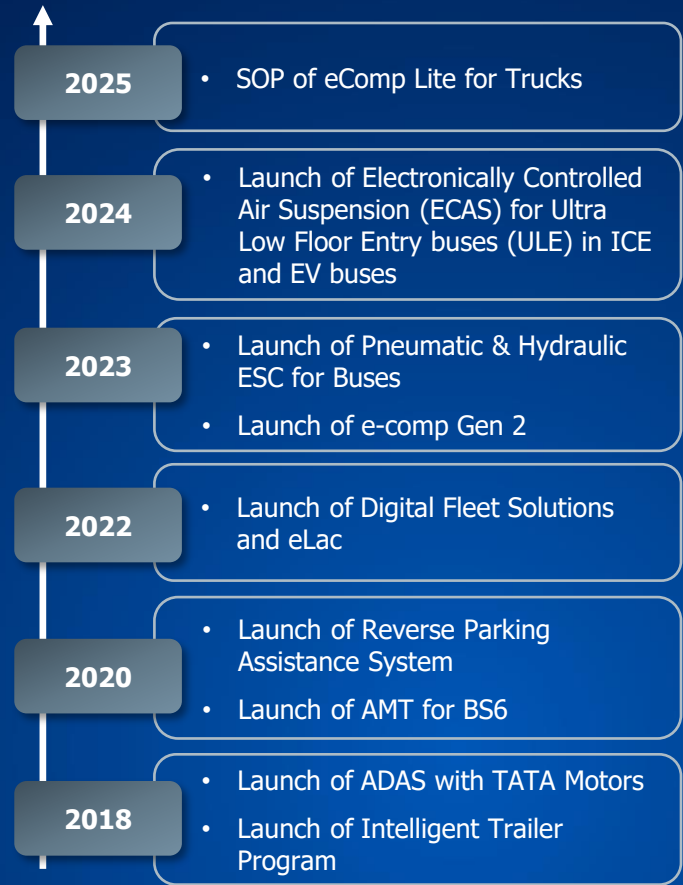 2025
• SOP of eComp Lite for Trucks
2024
• Launch of Electronically Controlled
Air Suspension (ECAS) for Ultra
Low Floor Entry buses (ULE) in ICE
and EV buses
2023
• Launch of Pneumatic & Hydraulic
ESC for Buses
• Launch of e-comp Gen 2
2022
• Launch of Digital Fleet Solutions
and eLac
2020
• Launch of Reverse Parking
Assistance System
• Launch of AMT for BS6
2018
• Launch of ADAS with TATA Motors
• Launch of Intelligent Trailer
Program